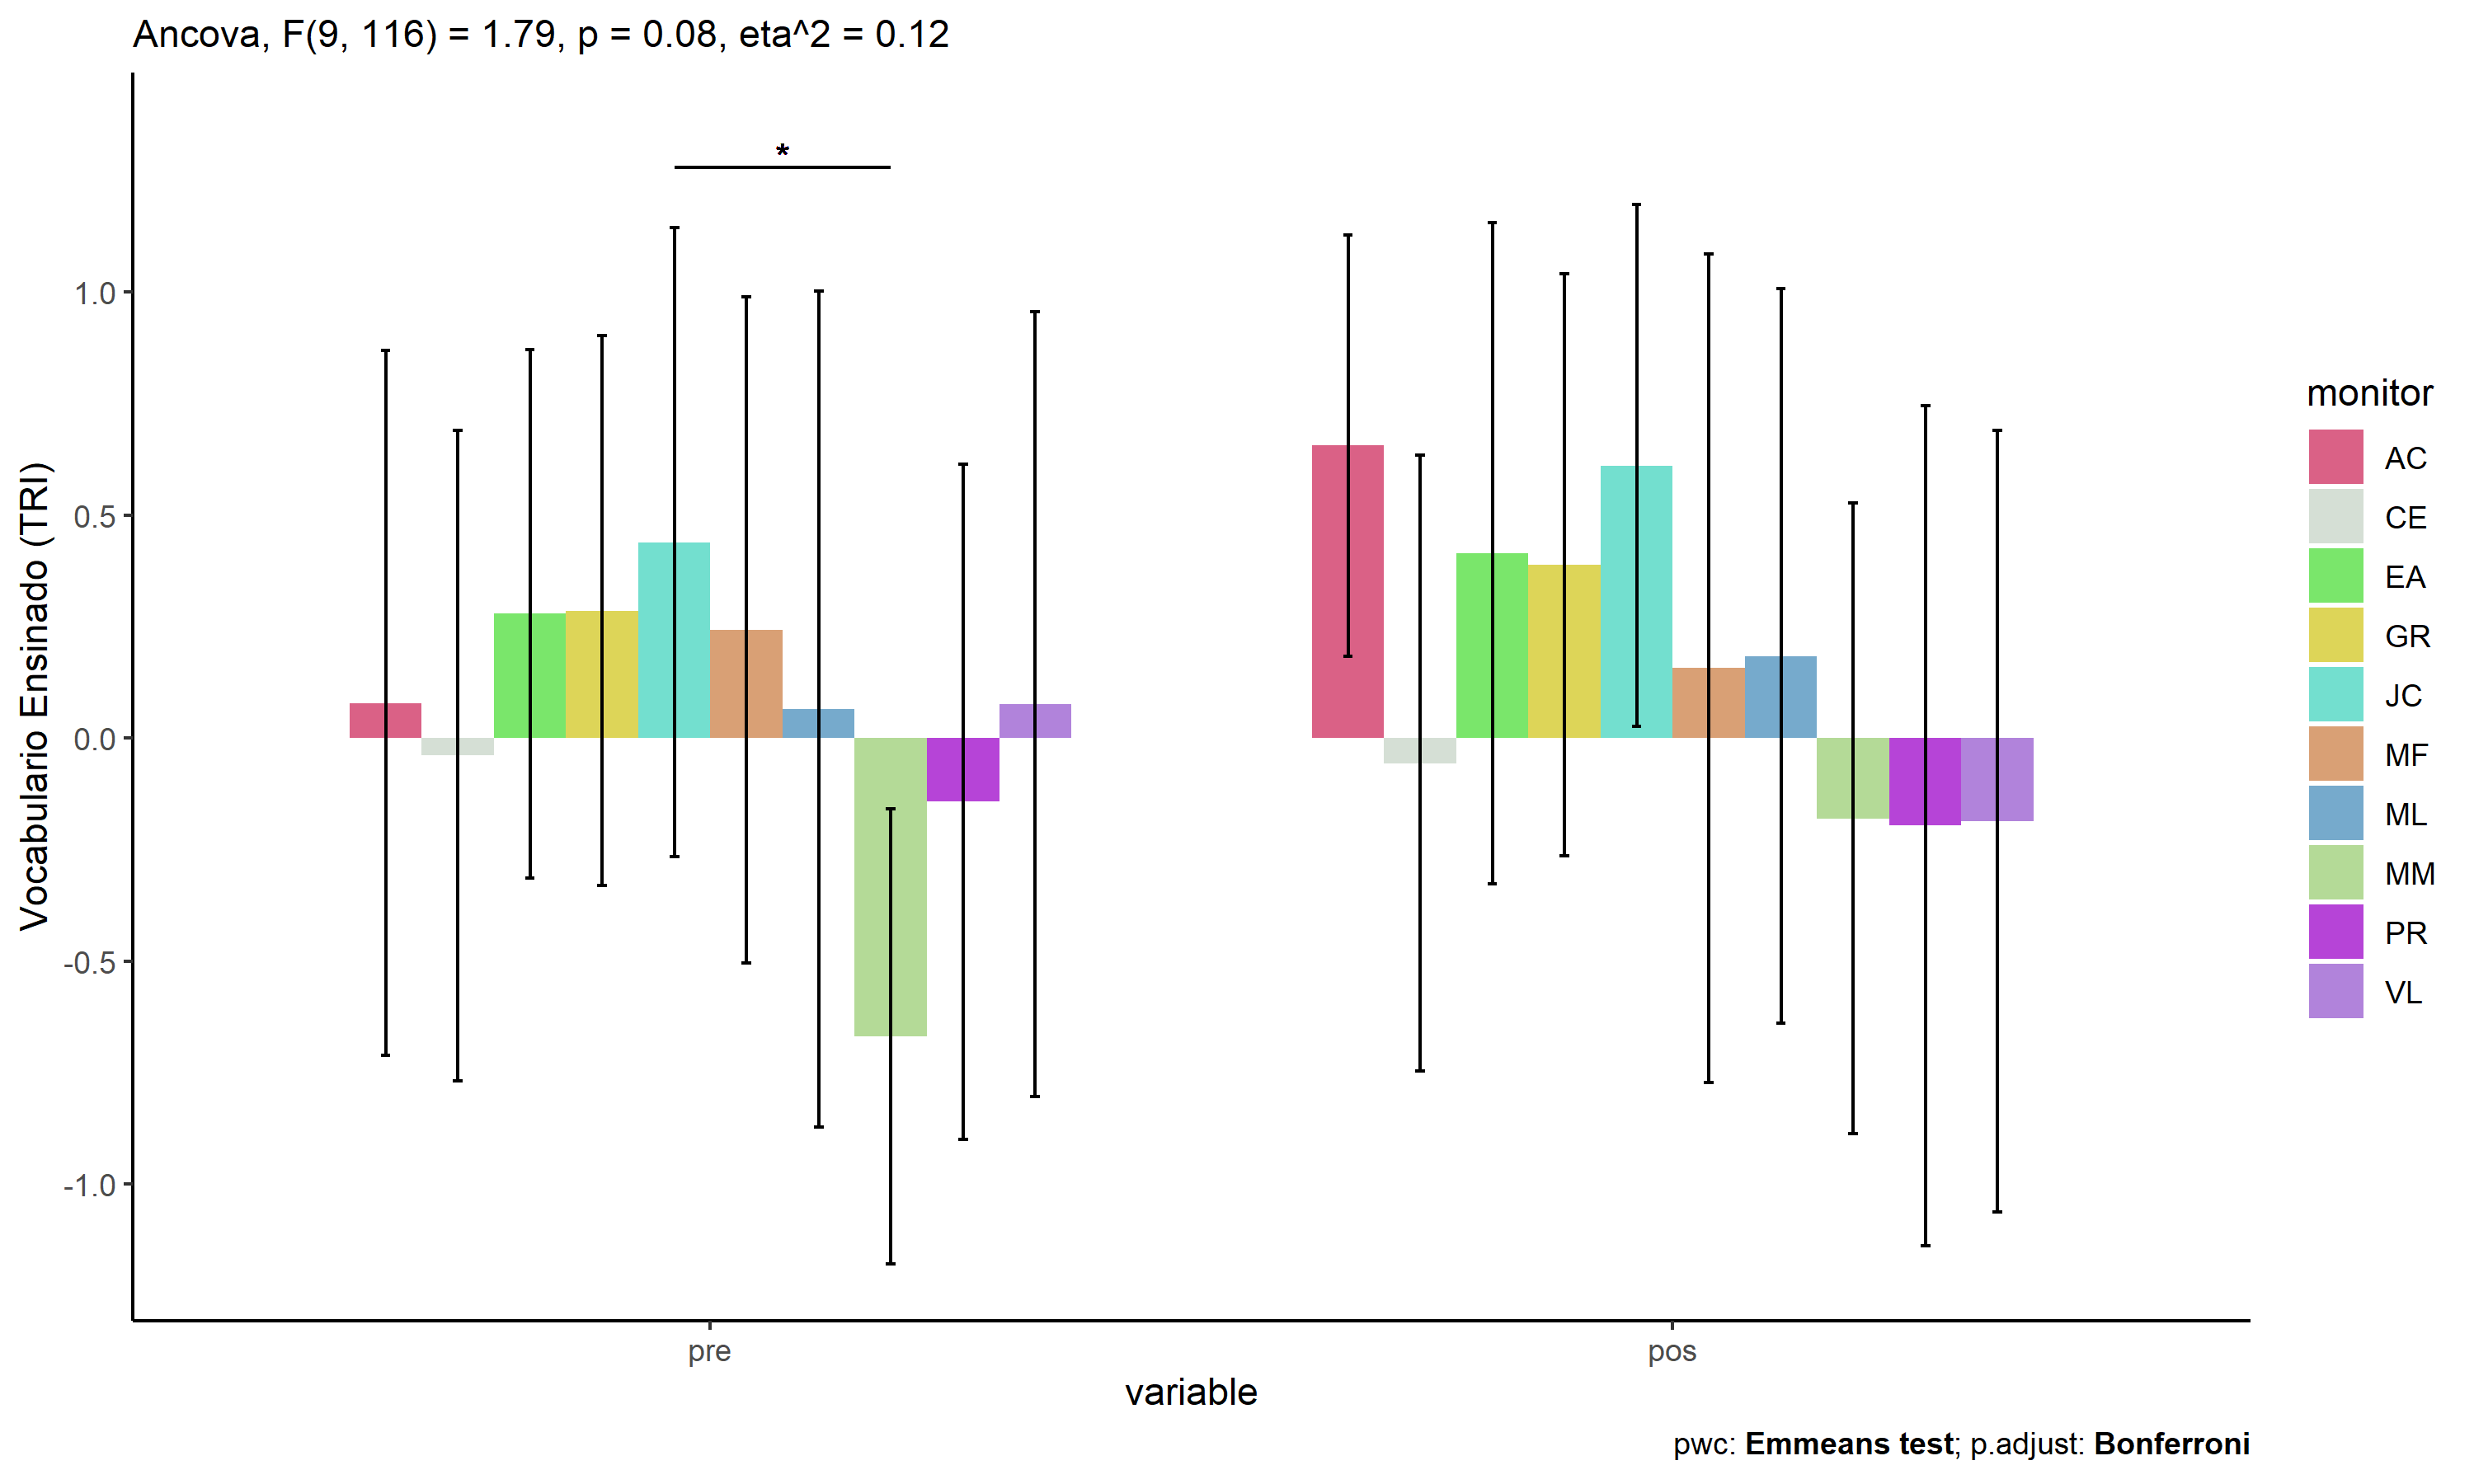 Ancova, F(9, 116) = 1.79, p = 0.08, eta^2 = 0.12
*
Vocabulario Ensinado (TRI)
1.0
0.5
0.0
-0.5
-1.0
pre
pos
variable
monitor
AC
CE
EA
GR
JC
MF
ML
MM
PR
VL
pwc: Emmeans test; p.adjust: Bonferroni